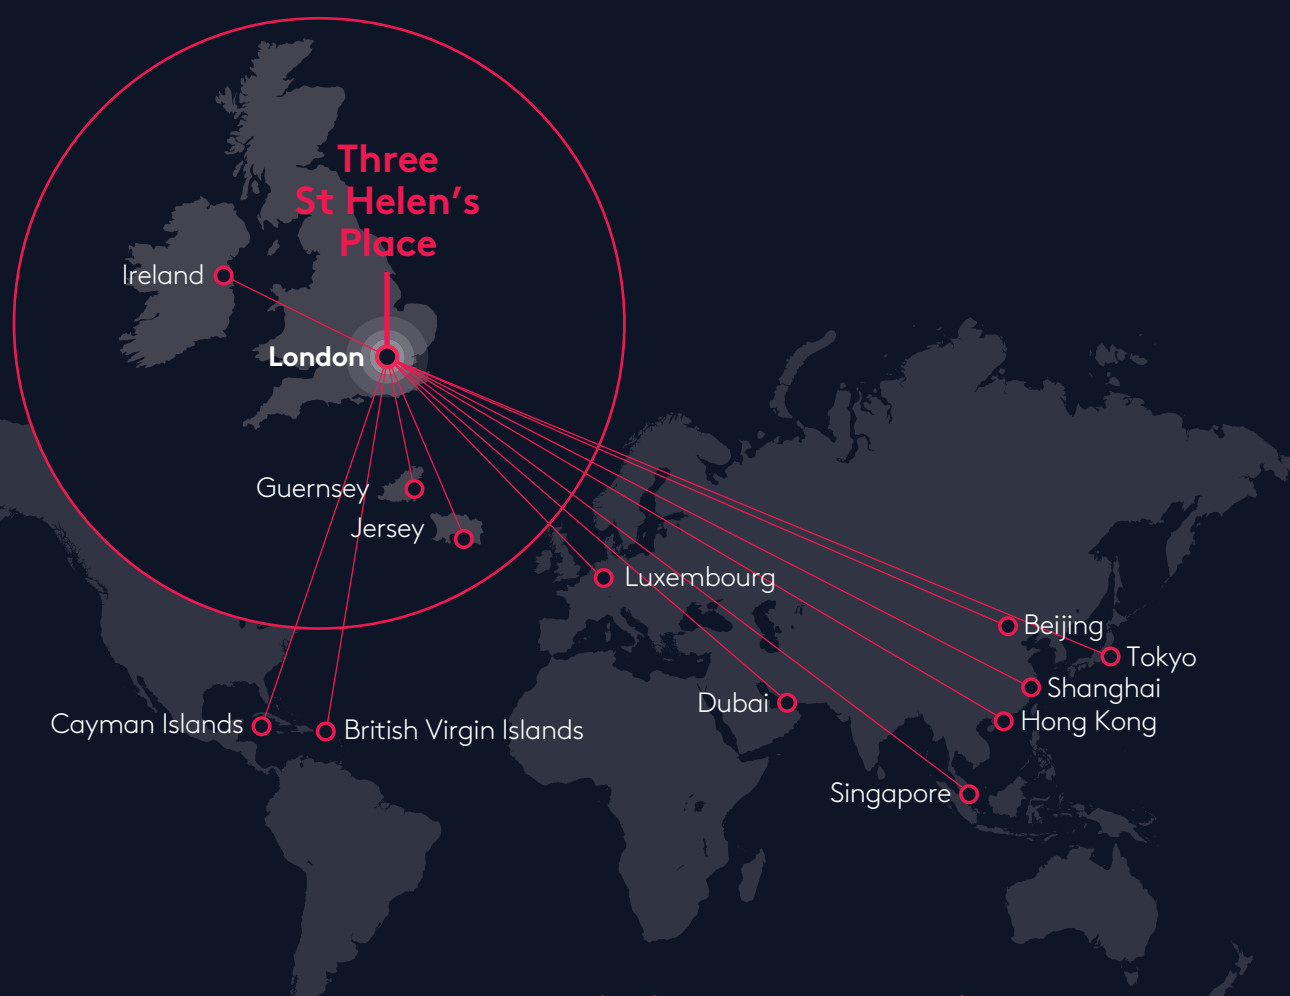 Three
St Helen’s
Place
Ireland
London
Guernsey
Jersey
Luxembourg
Beijing
Tokyo
Shanghai
Dubai
Hong Kong
Cayman Islands
British Virgin Islands
Singapore